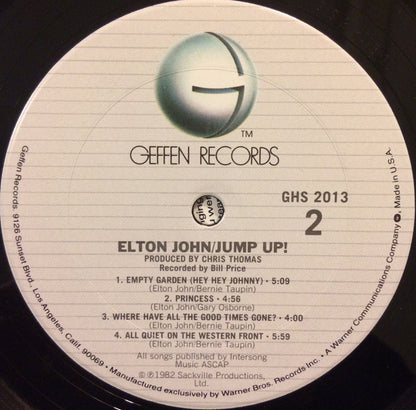 TM
GEFFEN RECORDS
GHS 2013
2
ELTON JOHN/JUMP UP!
PRODUCED BY CHRIS THOMAS
Recorded by Bill Price
1. EMPTY GARDEN (HEY HEY JOHNNY) • 5:09
(Elton John/Bernie Taupin)
2. PRINCESS • 4:56
(Elton John/Gary Osborne)
3. WHERE HAVE ALL THE GOOD TIMES GONE? • 4:00
(Elton John/Bernie Taupin)
4. ALL QUIET ON THE WESTERN FRONT • 5:59
(Elton John/Bernie Taupin)
All songs published by Intersong
Music ASCAP
©℗1982 Sackville Productions,
Ltd.
Geffen Records 9126 Sunset Blvd., Los Angeles, Calif. 90069 • Manufactured exclusively by Warner Bros. Records Inc. • A Warner Communications Company • Made in U.S.A.